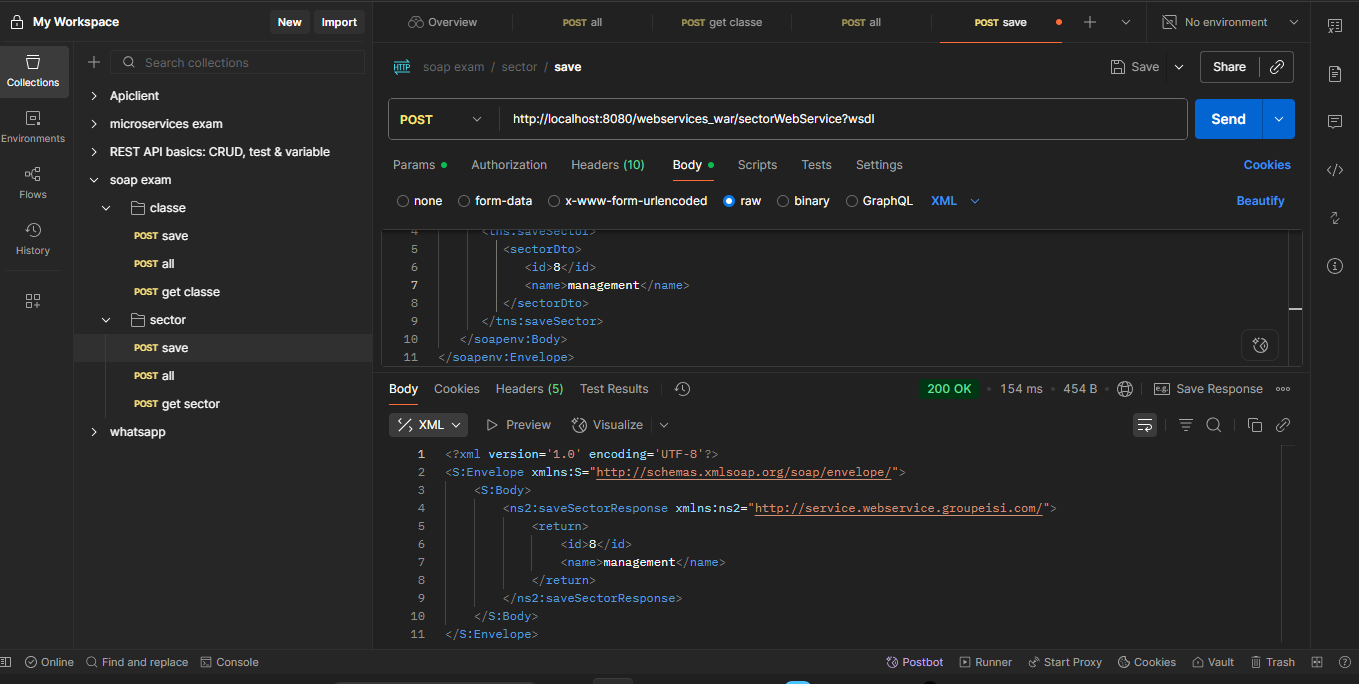 My Workspace
New
Import
Overview
POST all
POST get classe
POST all
POST save
No environment
Collections
Environments
Flows
History
Search collections
Apiclient
microservices exam
REST API basics: CRUD, test & variable
soap exam
classe
POST save
POST all
POST get classe
sector
POST save
POST all
POST get sector
whatsapp
HTTP soap exam / sector / save
Save
Share
POST
http://localhost:8080/webservices_war/sectorWebService?wsdl
Send
Params
Authorization
Headers (10)
Body
Scripts
Tests
Settings
Cookies
none
form-data
x-www-form-urlencoded
raw
binary
GraphQL
XML
Beautify
4 <tns:saveSector>
5 <sectorDto>
6 <id>8</id>
7 <name>management</name>
8 </sectorDto>
9 </tns:saveSector>
10 </soapenv:Body>
11 </soapenv:Envelope>
Body
Cookies
Headers (5)
Test Results
200 OK
154 ms
454 B
e.g.
Save Response
XML
Preview
Visualize
1 <?xml version='1.0' encoding='UTF-8'?>
2 <S:Envelope xmlns:S="http://schemas.xmlsoap.org/soap/envelope/">
3 <S:Body>
4 <ns2:saveSectorResponse xmlns:ns2="http://service.webservice.groupeisi.com/">
5 <return>
6 <id>8</id>
7 <name>management</name>
8 </return>
9 </ns2:saveSectorResponse>
10 </S:Body>
11 </S:Envelope>
Online
Find and replace
Console
Postbot
Runner
Start Proxy
Cookies
Vault
Trash